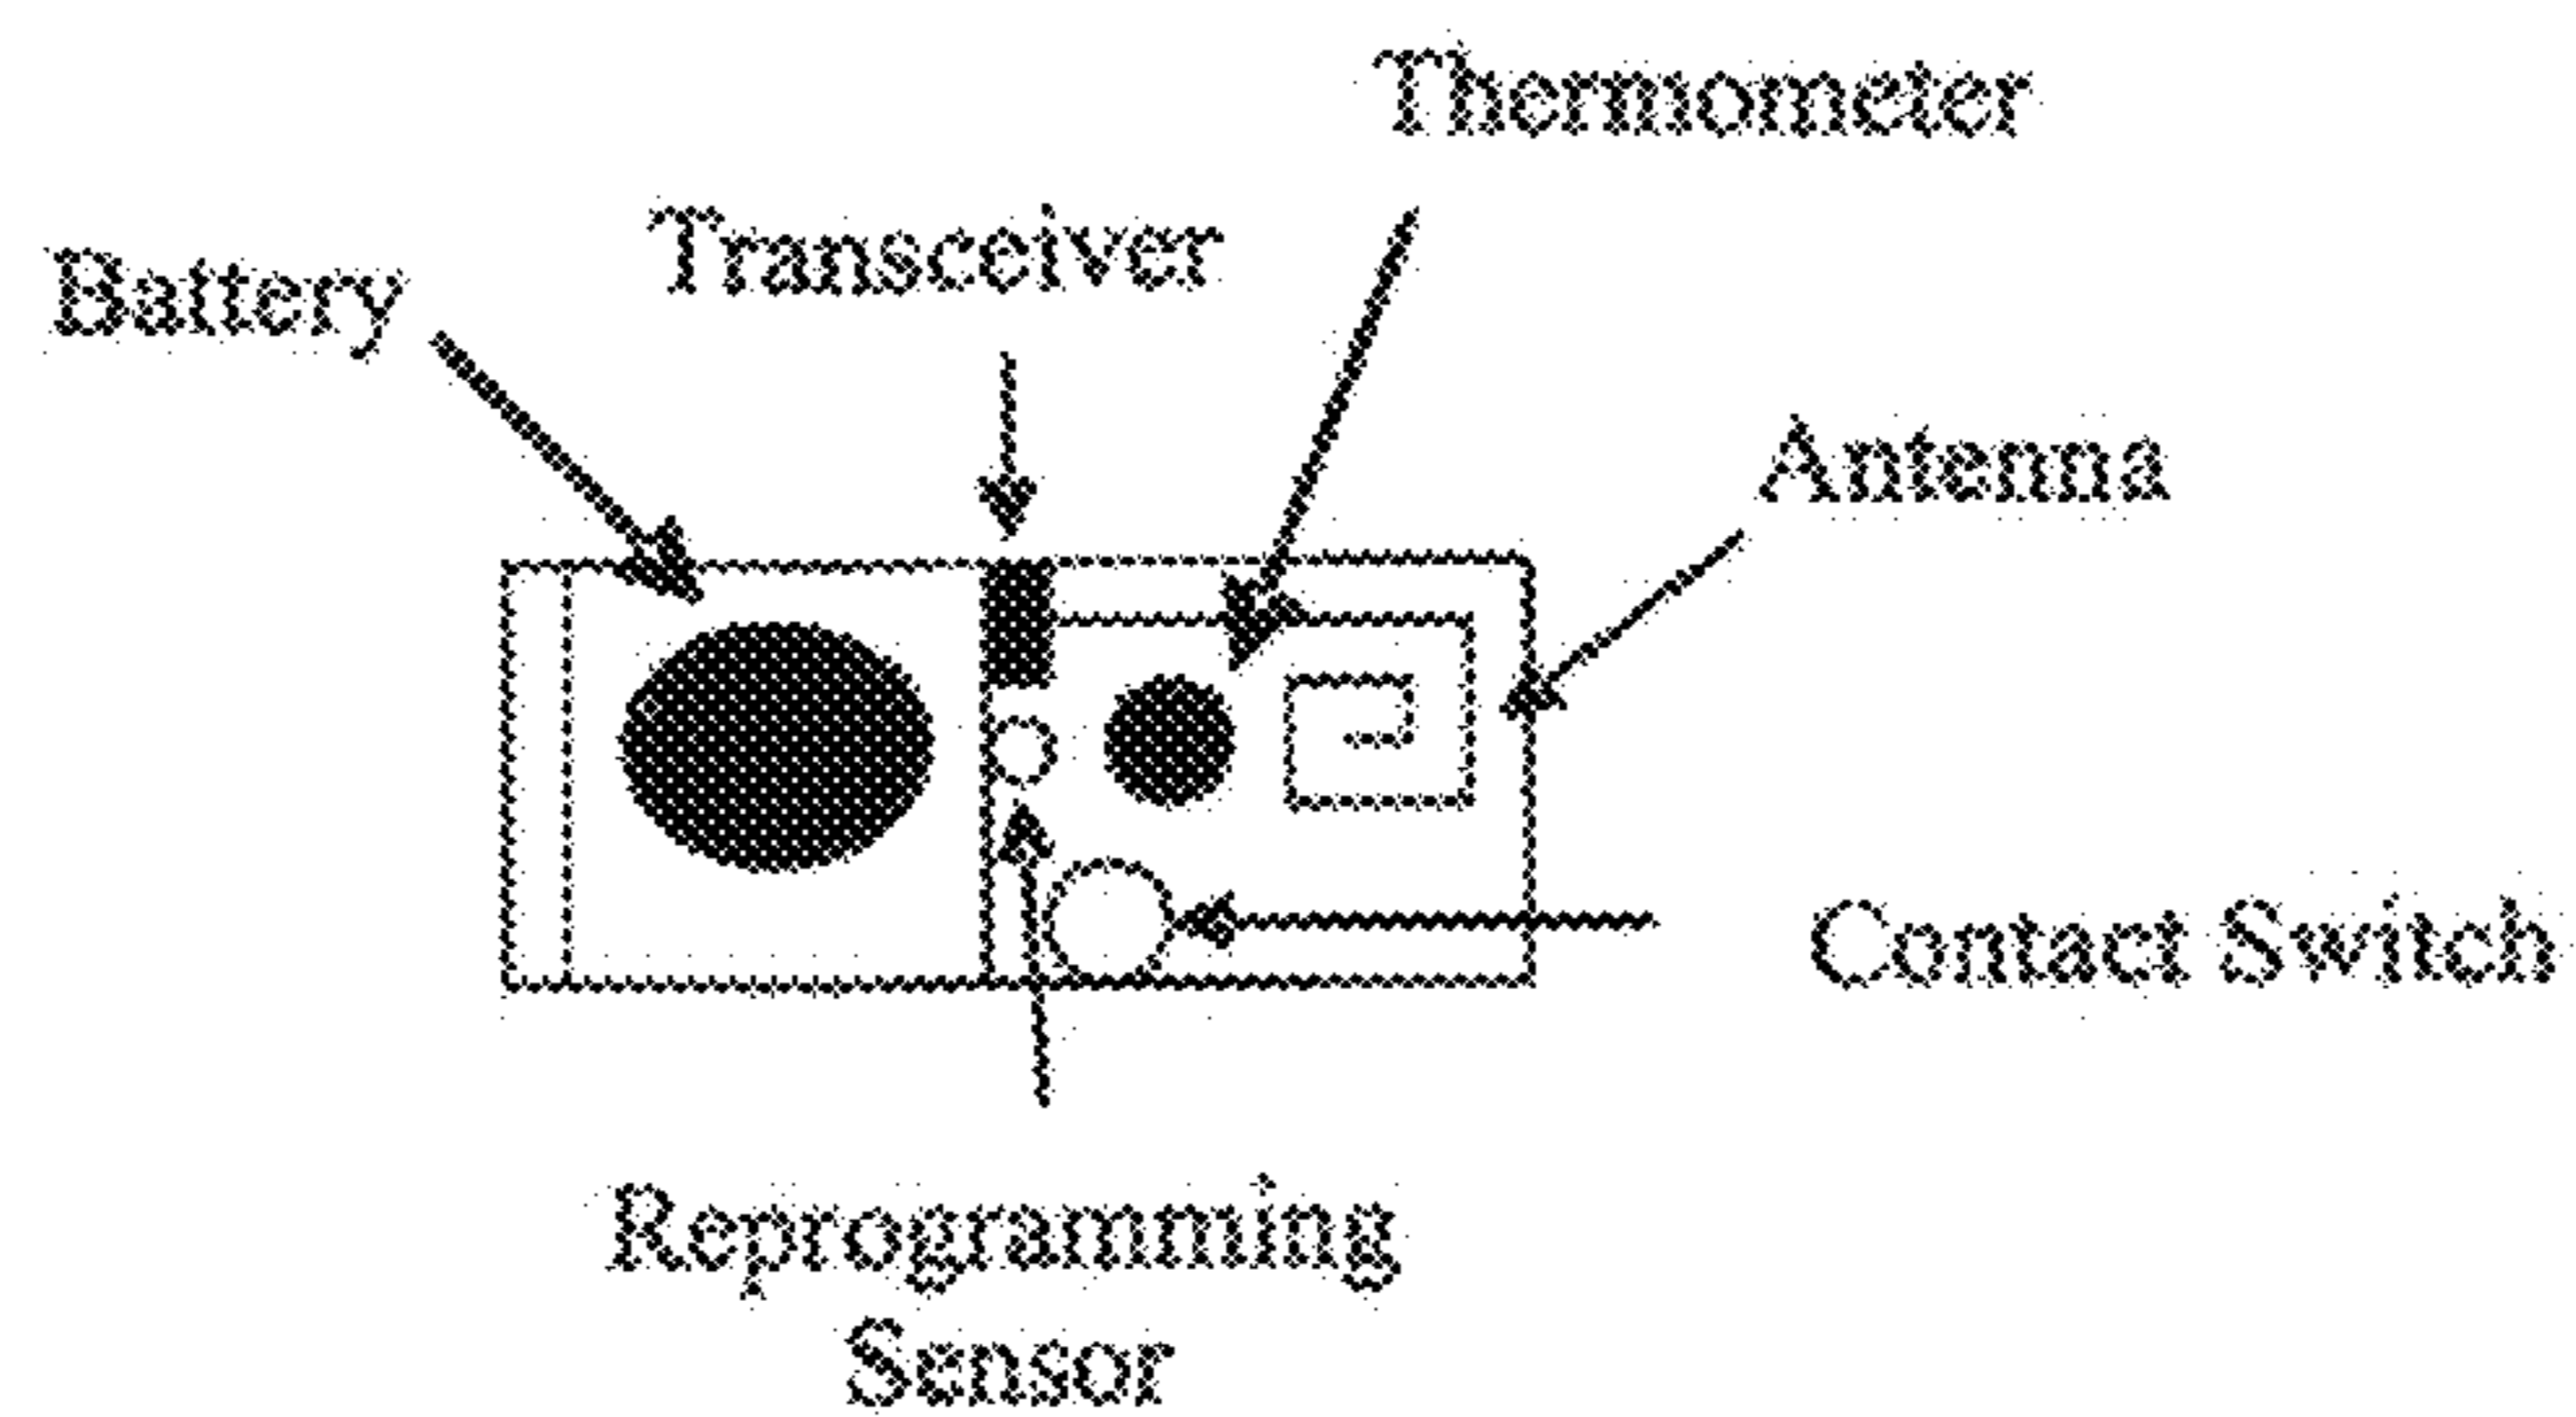 Thermometer
Transceiver
Battery
Antenna
Contact Switch
Reprogramming
Sensor